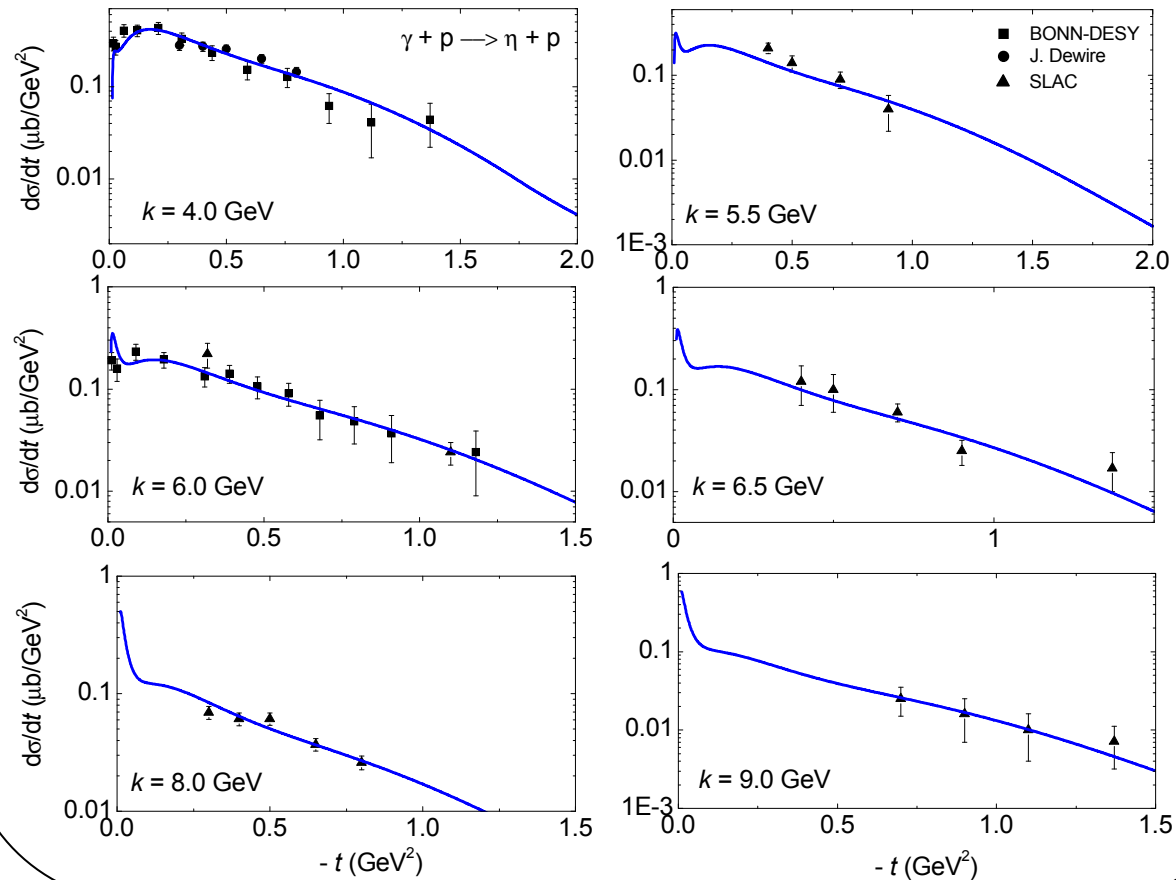 γ + p ⟶ η + p
BONN-DESY
J. Dewire
SLAC
dσ/dt (μb/GeV²)
0.1
0.01
k = 4.0 GeV
0.0 0.5 1.0 1.5 2.0
0.1
0.01
1E-3
k = 5.5 GeV
0.0 0.5 1.0 1.5 2.0
dσ/dt (μb/GeV²)
1
0.1
0.01
k = 6.0 GeV
0.0 0.5 1.0 1.5
1
0.1
0.01
k = 6.5 GeV
0 1
dσ/dt (μb/GeV²)
1
0.1
0.01
k = 8.0 GeV
0.0 0.5 1.0 1.5
- t (GeV²)
1
0.1
0.01
1E-3
k = 9.0 GeV
0.0 0.5 1.0 1.5
- t (GeV²)